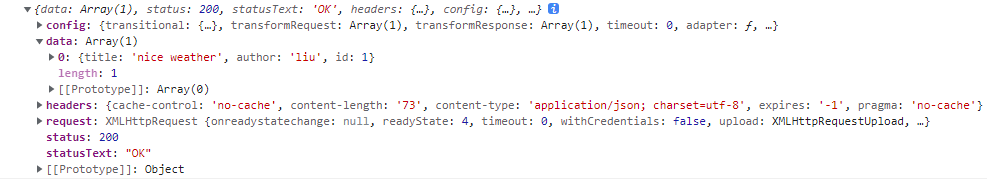 ▼{data: Array(1), status: 200, statusText: 'OK', headers: {…}, config: {…}, …} i
▶config: {transitional: {…}, transformRequest: Array(1), transformResponse: Array(1), timeout: 0, adapter: ƒ, …}
▼data: Array(1)
▶0: {title: 'nice weather', author: 'liu', id: 1}
length: 1
▶[[Prototype]]: Array(0)
▶headers: {cache-control: 'no-cache', content-length: '73', content-type: 'application/json; charset=utf-8', expires: '-1', pragma: 'no-cache'}
▶request: XMLHttpRequest {onreadystatechange: null, readyState: 4, timeout: 0, withCredentials: false, upload: XMLHttpRequestUpload, …}
status: 200
statusText: "OK"
▶[[Prototype]]: Object